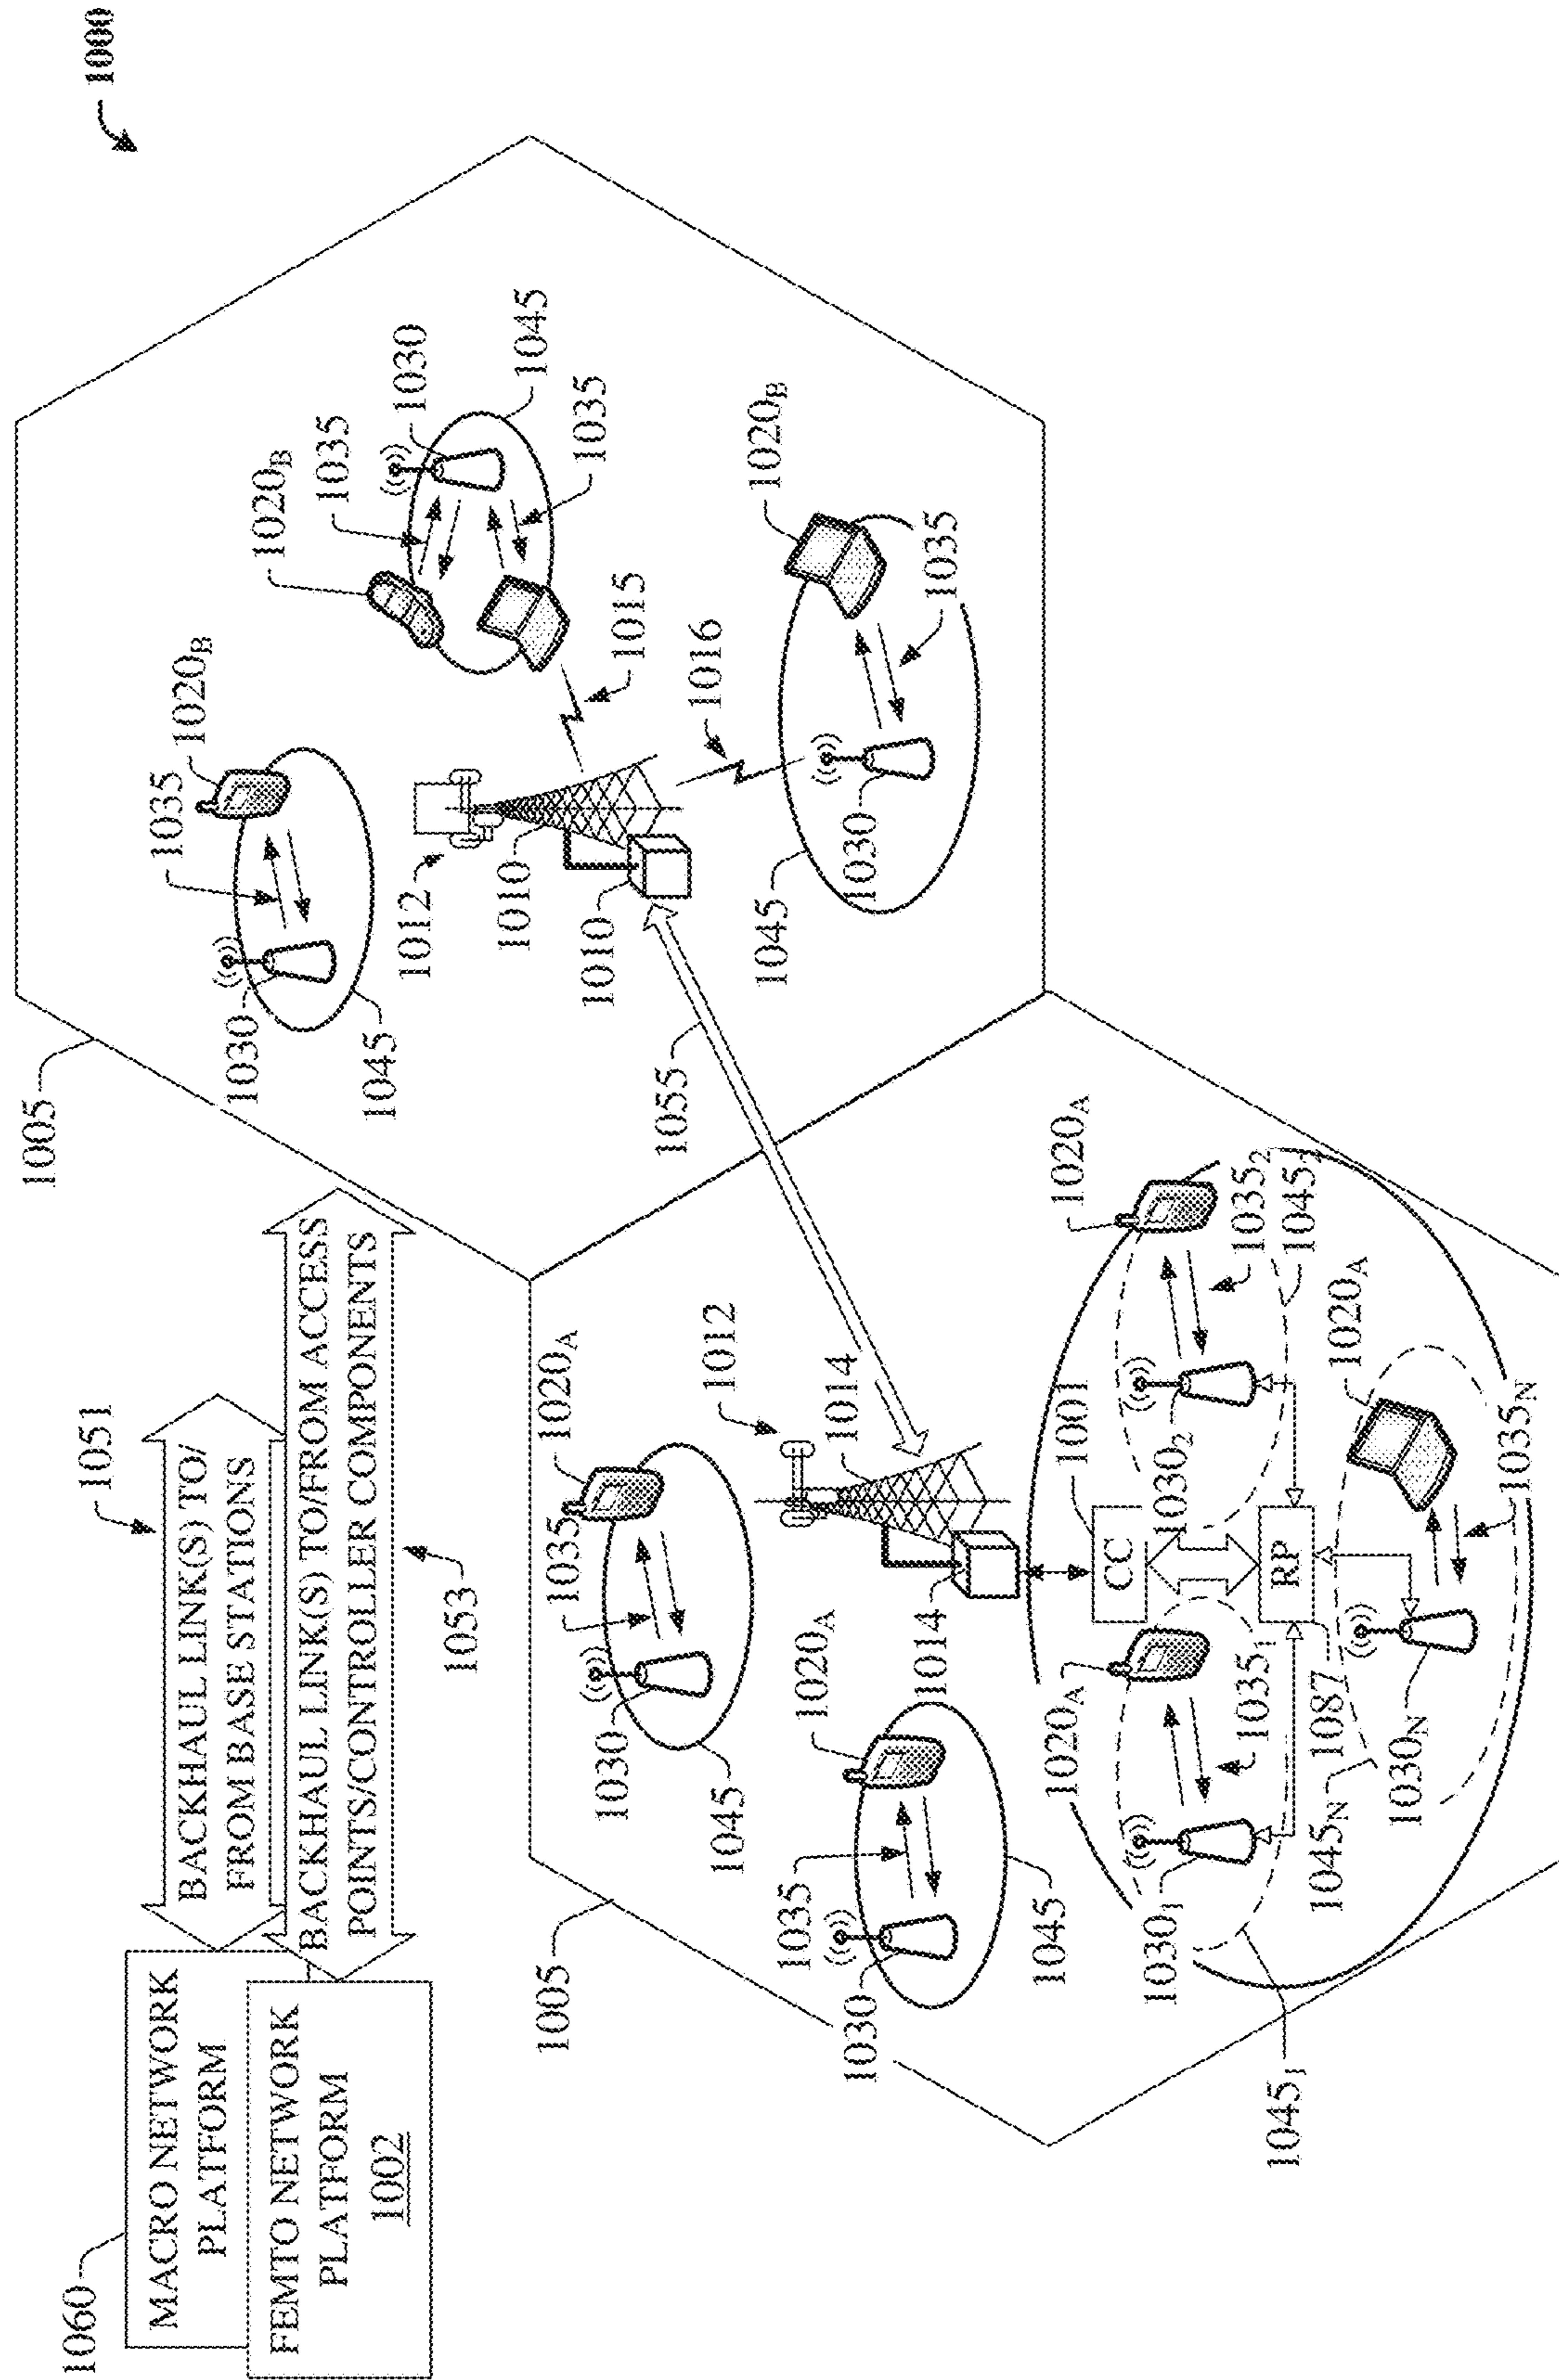 1000
1060
MACRO NETWORK
PLATFORM
FEMTO NETWORK
PLATFORM
1002
1051
BACKHAUL LINK(S) TO/
FROM BASE STATIONS
BACKHAUL LINK(S) TO/FROM ACCESS
POINTS/CONTROLLER COMPONENTS
1053
1005
1030
1035
1020B
1045
1012
1010
1010
1020B
1035
1030
1045
1035
1015
1016
1045
1030
1020B
1035
1055
1005
1030
1035
1020A
1045
1030
1035
1020A
1045
1012
1014
1014
1001
CC
RP
1087
1020A
1035₁
1030₁
1045₁
1020A
1030₂
1035₂
1045₂
1020A
1035N
1030N
1045N